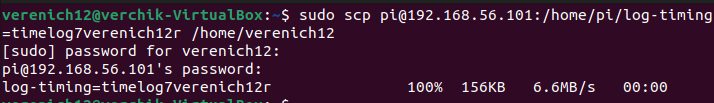 verenich12@verchik-VirtualBox:~$ sudo scp pi@192.168.56.101:/home/pi/log-timing
=timelog7verenich12r /home/verenich12
[sudo] password for verenich12:
pi@192.168.56.101's password:
log-timing=timelog7verenich12r 100% 156KB 6.6MB/s 00:00